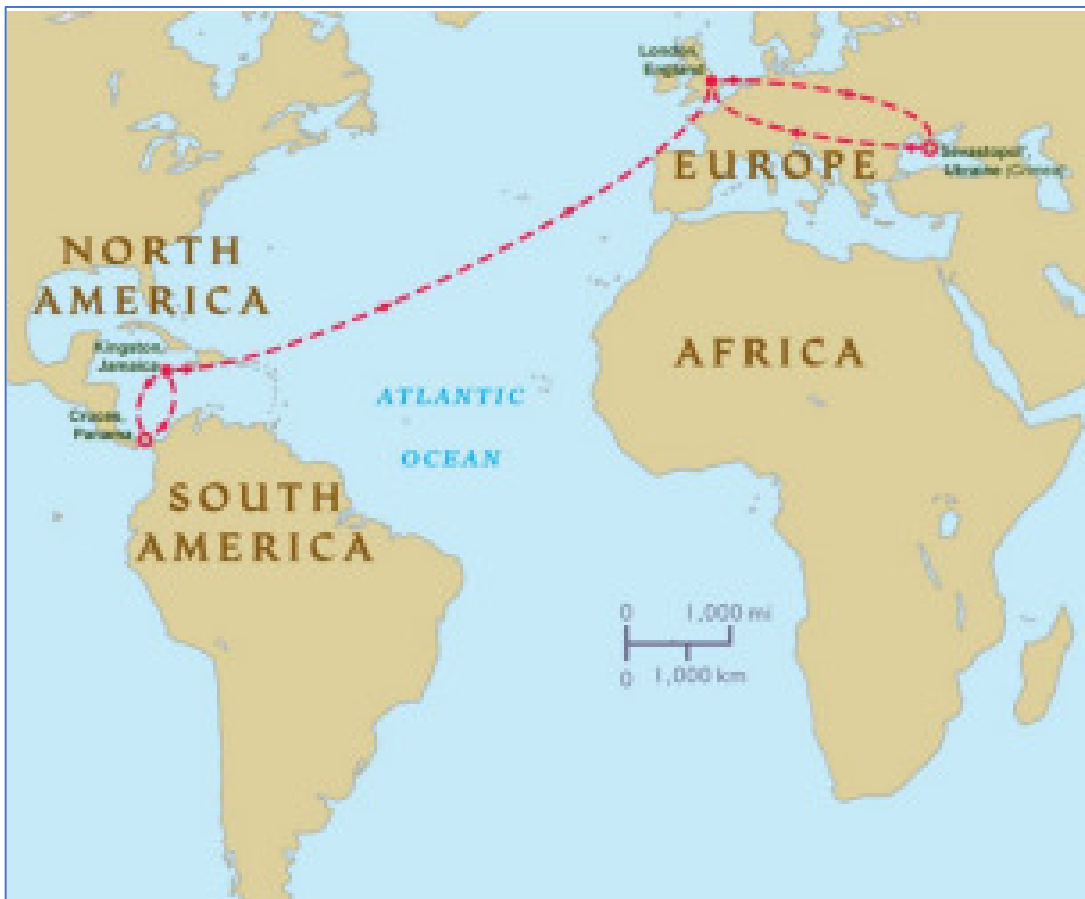 London,
England
EUROPE
Sevastopol',
Ukraine (Crimea)
NORTH
AMERICA
Kingston,
Jamaica
AFRICA
ATLANTIC
OCEAN
Cruces,
Panama
SOUTH
AMERICA
0 1,000 mi
0 1,000 km